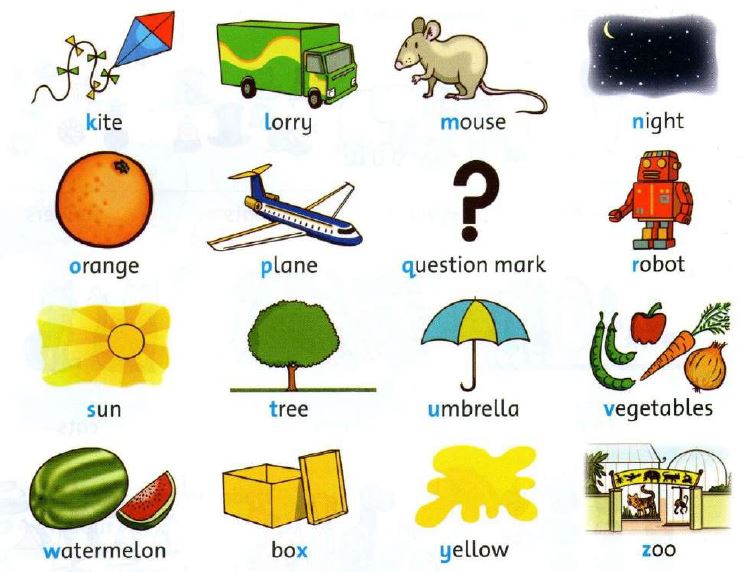 kite
lorry
mouse
night
orange
plane
?
question mark
robot
sun
tree
umbrella
vegetables
watermelon
box
yellow
zoo